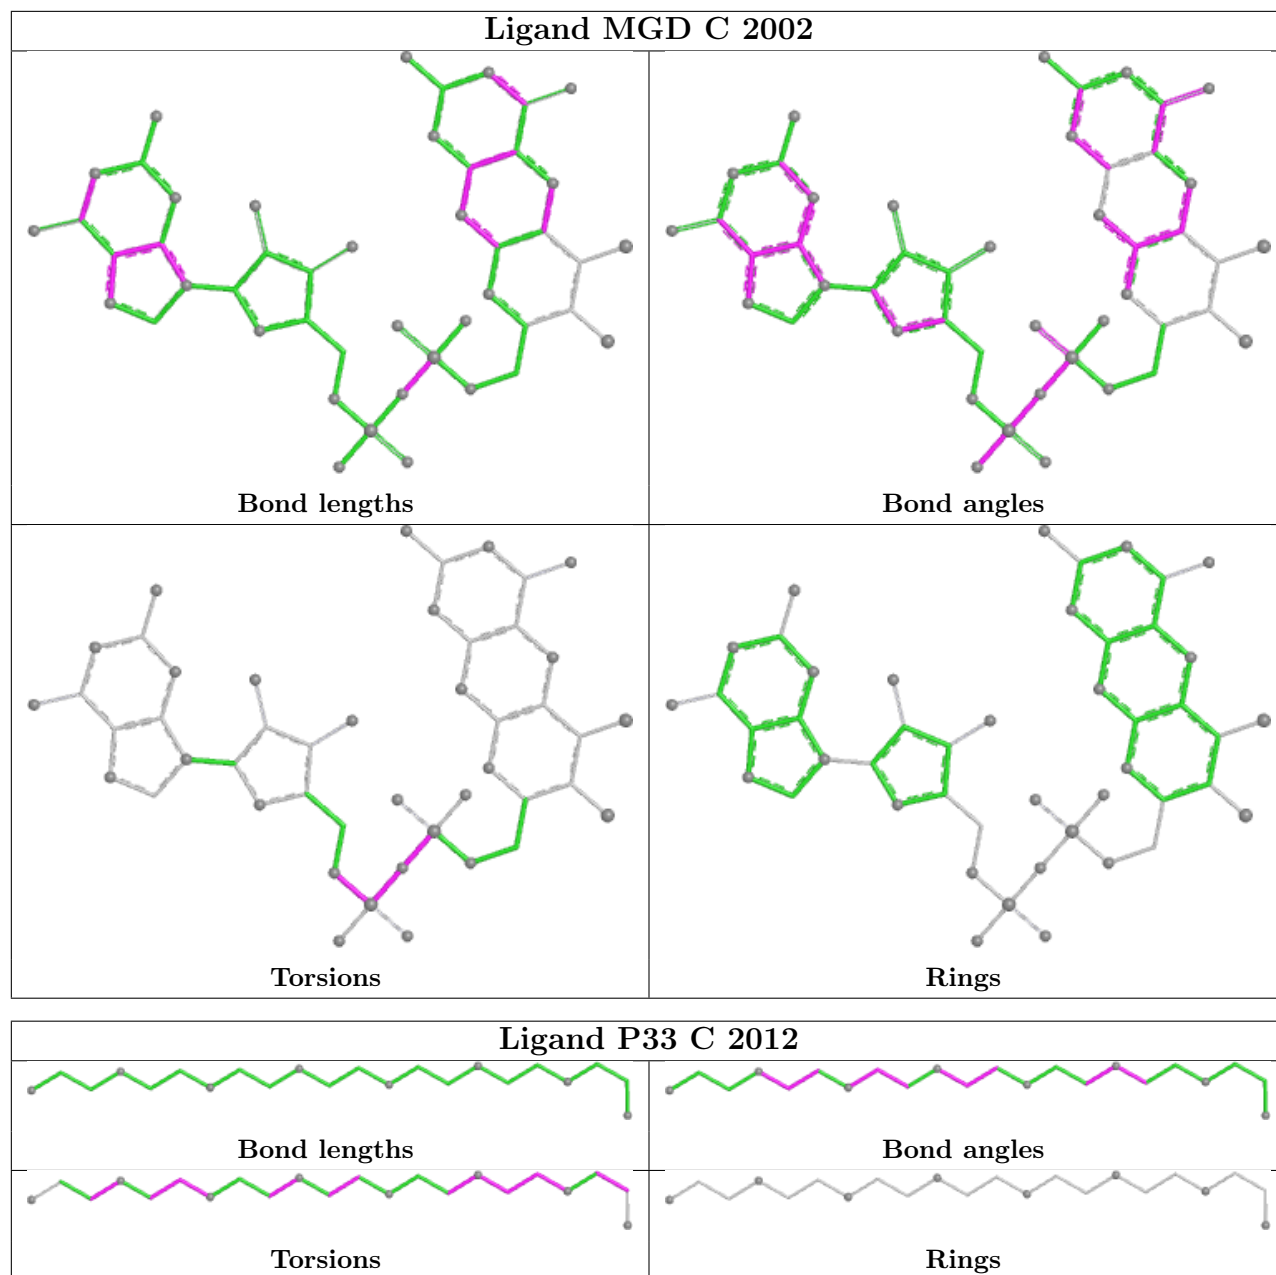 Ligand MGD C 2002
Bond lengths
Bond angles
Torsions
Rings
Ligand P33 C 2012
Bond lengths
Bond angles
Torsions
Rings